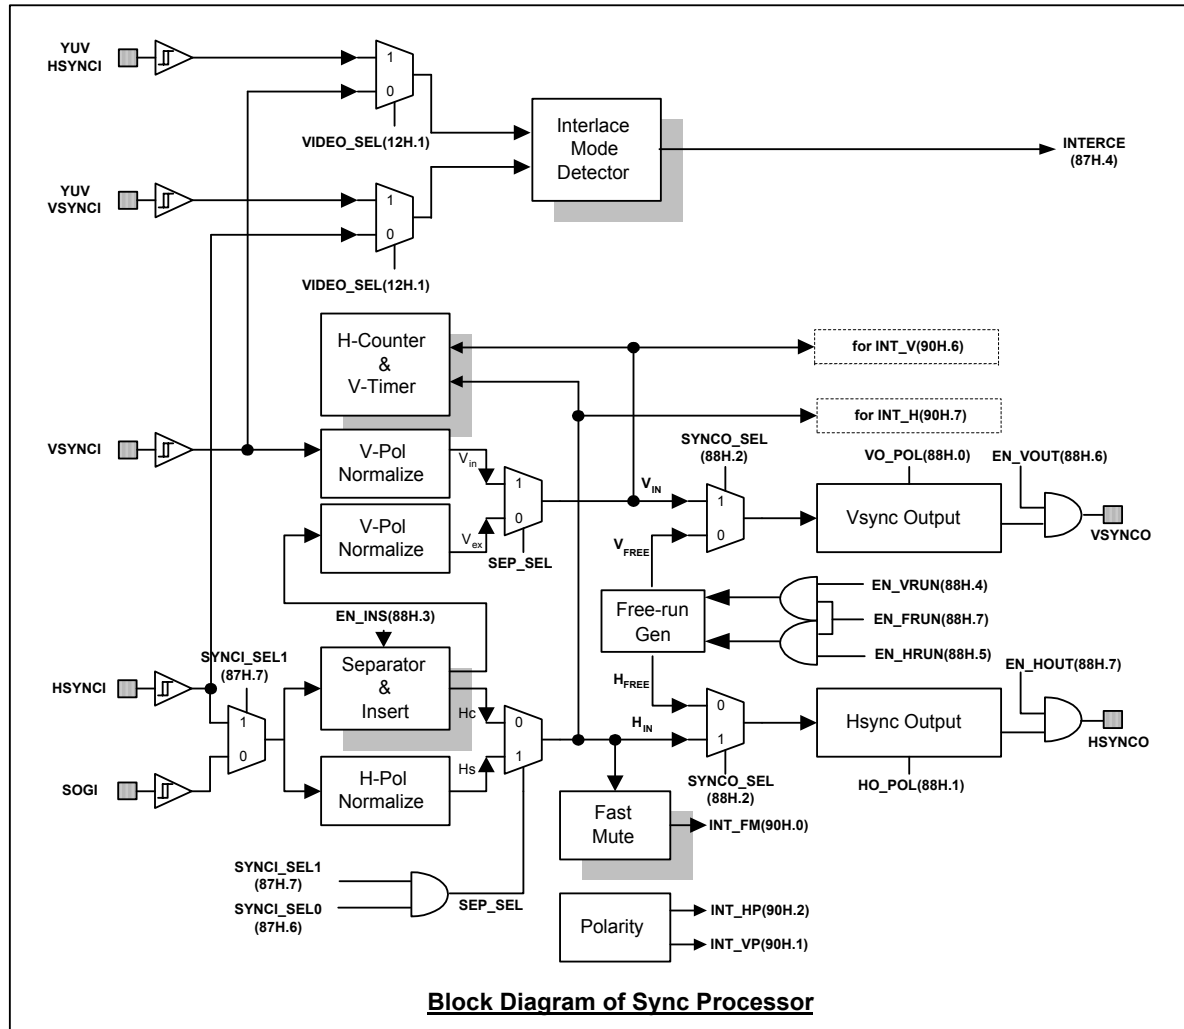 YUV
HSYNCI
1
0
VIDEO_SEL(12H.1)
Interlace
Mode
Detector
INTERCE
(87H.4)
YUV
VSYNCI
1
0
VIDEO_SEL(12H.1)
H-Counter
&
V-Timer
for INT_V(90H.6)
for INT_H(90H.7)
VSYNCI
V-Pol
Normalize
Vin
1
0
V-Pol
Normalize
Vex
SEP_SEL
SYNCO_SEL
(88H.2)
VIN
1
0
VFREE
VO_POL(88H.0)
Vsync Output
EN_VOUT(88H.6)
VSYNCO
Free-run
Gen
EN_VRUN(88H.4)
EN_FRUN(88H.7)
EN_HRUN(88H.5)
EN_INS(88H.3)
SYNCI_SEL1
(87H.7)
HSYNCI
1
0
SOGI
Separator
&
Insert
Hc
0
1
H-Pol
Normalize
Hs
HFREE
HIN
0
1
SYNCO_SEL
(88H.2)
EN_HOUT(88H.7)
Hsync Output
HSYNCO
HO_POL(88H.1)
Fast
Mute
INT_FM(90H.0)
SYNCI_SEL1
(87H.7)
SYNCI_SEL0
(87H.6)
SEP_SEL
Polarity
INT_HP(90H.2)
INT_VP(90H.1)
Block Diagram of Sync Processor